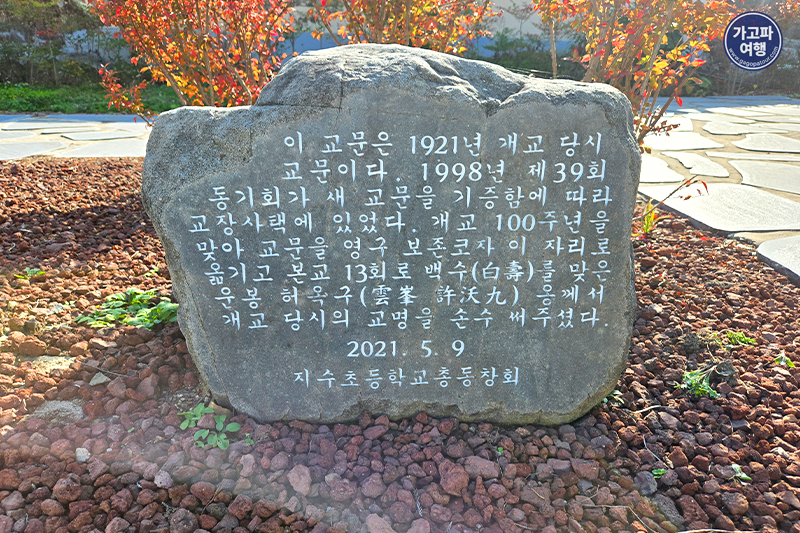 가고파
여행
www.gagopatour.com
이 교문은 1921년 개교 당시
교문이다. 1998년 제39회
동기회가 새 교문을 기증함에 따라
교장사택에 있었다. 개교 100주년을
맞아 교문을 영구 보존코자 이 자리로
옮기고 본교 13회로 백수(白壽)를 맞은
운봉 허옥구(雲峯 許沃九) 옹께서
개교 당시의 교명을 손수 써주셨다.
2021. 5. 9
지수초등학교총동창회